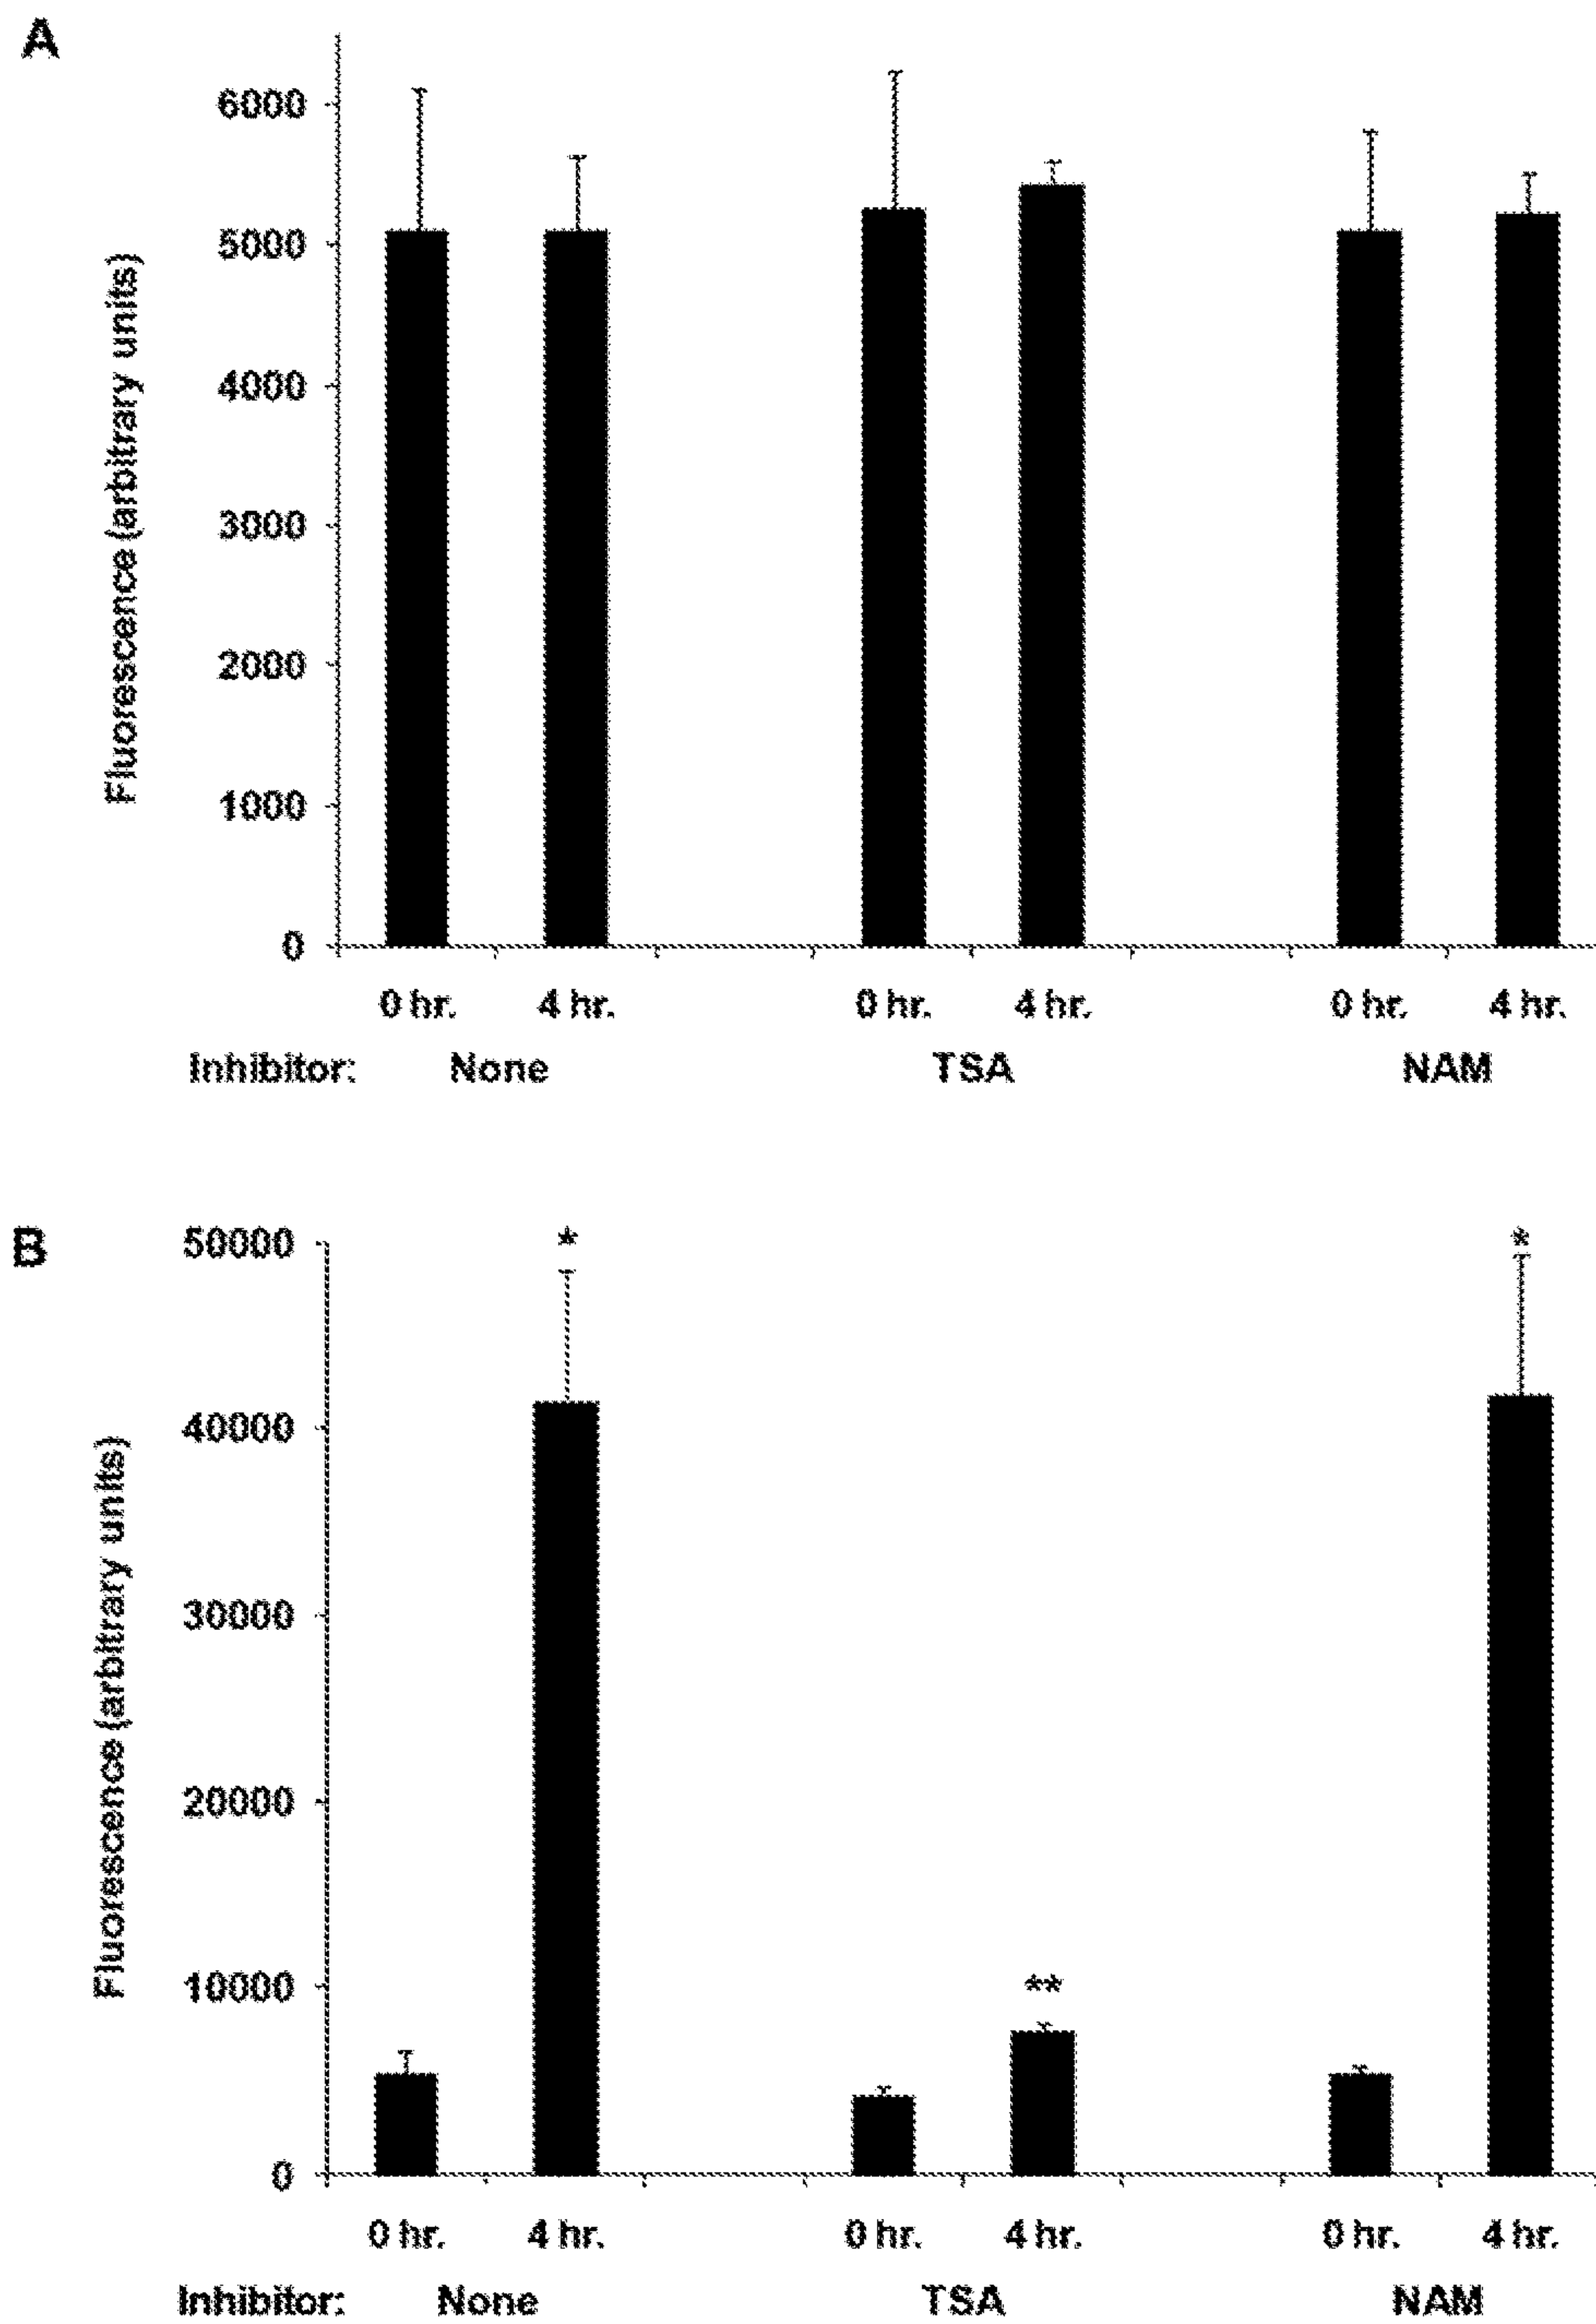 A
Fluorescence (arbitrary units)
6000
5000
4000
3000
2000
1000
0
0 hr. 4 hr. 0 hr. 4 hr. 0 hr. 4 hr.
Inhibitor: None TSA NAM
B
Fluorescence (arbitrary units)
50000
40000
30000
20000
10000
0
* ** *
0 hr. 4 hr. 0 hr. 4 hr. 0 hr. 4 hr.
Inhibitor: None TSA NAM